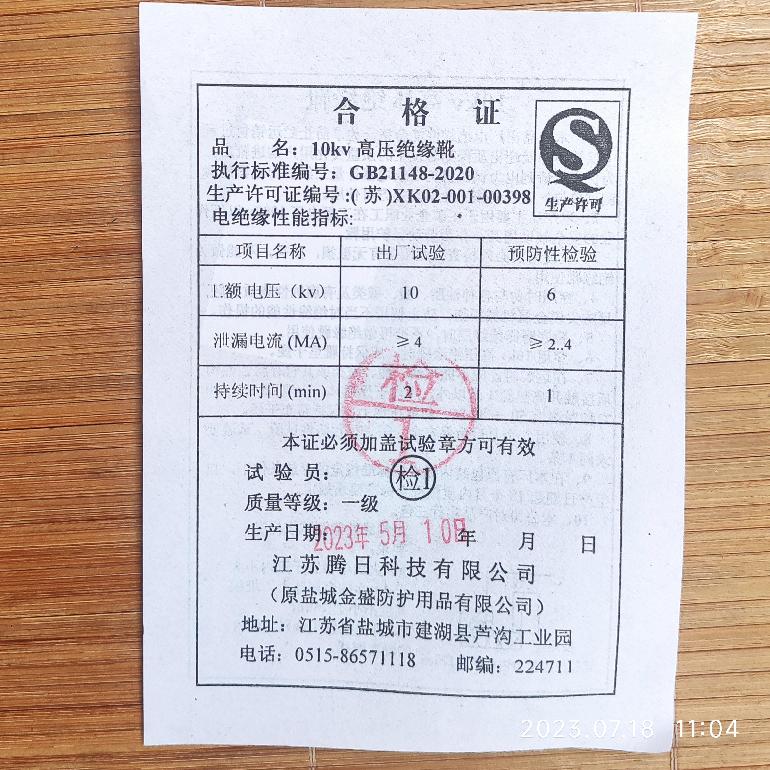 合格证
生产许可
品 名：10kv 高压绝缘靴
执行标准编号：GB21148-2020
生产许可证编号:(苏)XK02-001-00398
电绝缘性能指标:
项目名称 出厂试验 预防性检验
工额电压(kv) 10 6
泄漏电流(MA) ≥4 ≥2..4
持续时间(min) 2 1
检
1
本证必须加盖试验章方可有效
试 验 员： 检1
质量等级：一级
生产日期： 2023年 5月 10日 年 月 日
江苏腾日科技有限公司
（原盐城金盛防护用品有限公司）
地址：江苏省盐城市建湖县芦沟工业园
电话：0515-86571118 邮编：224711
2023.07.18 11:04